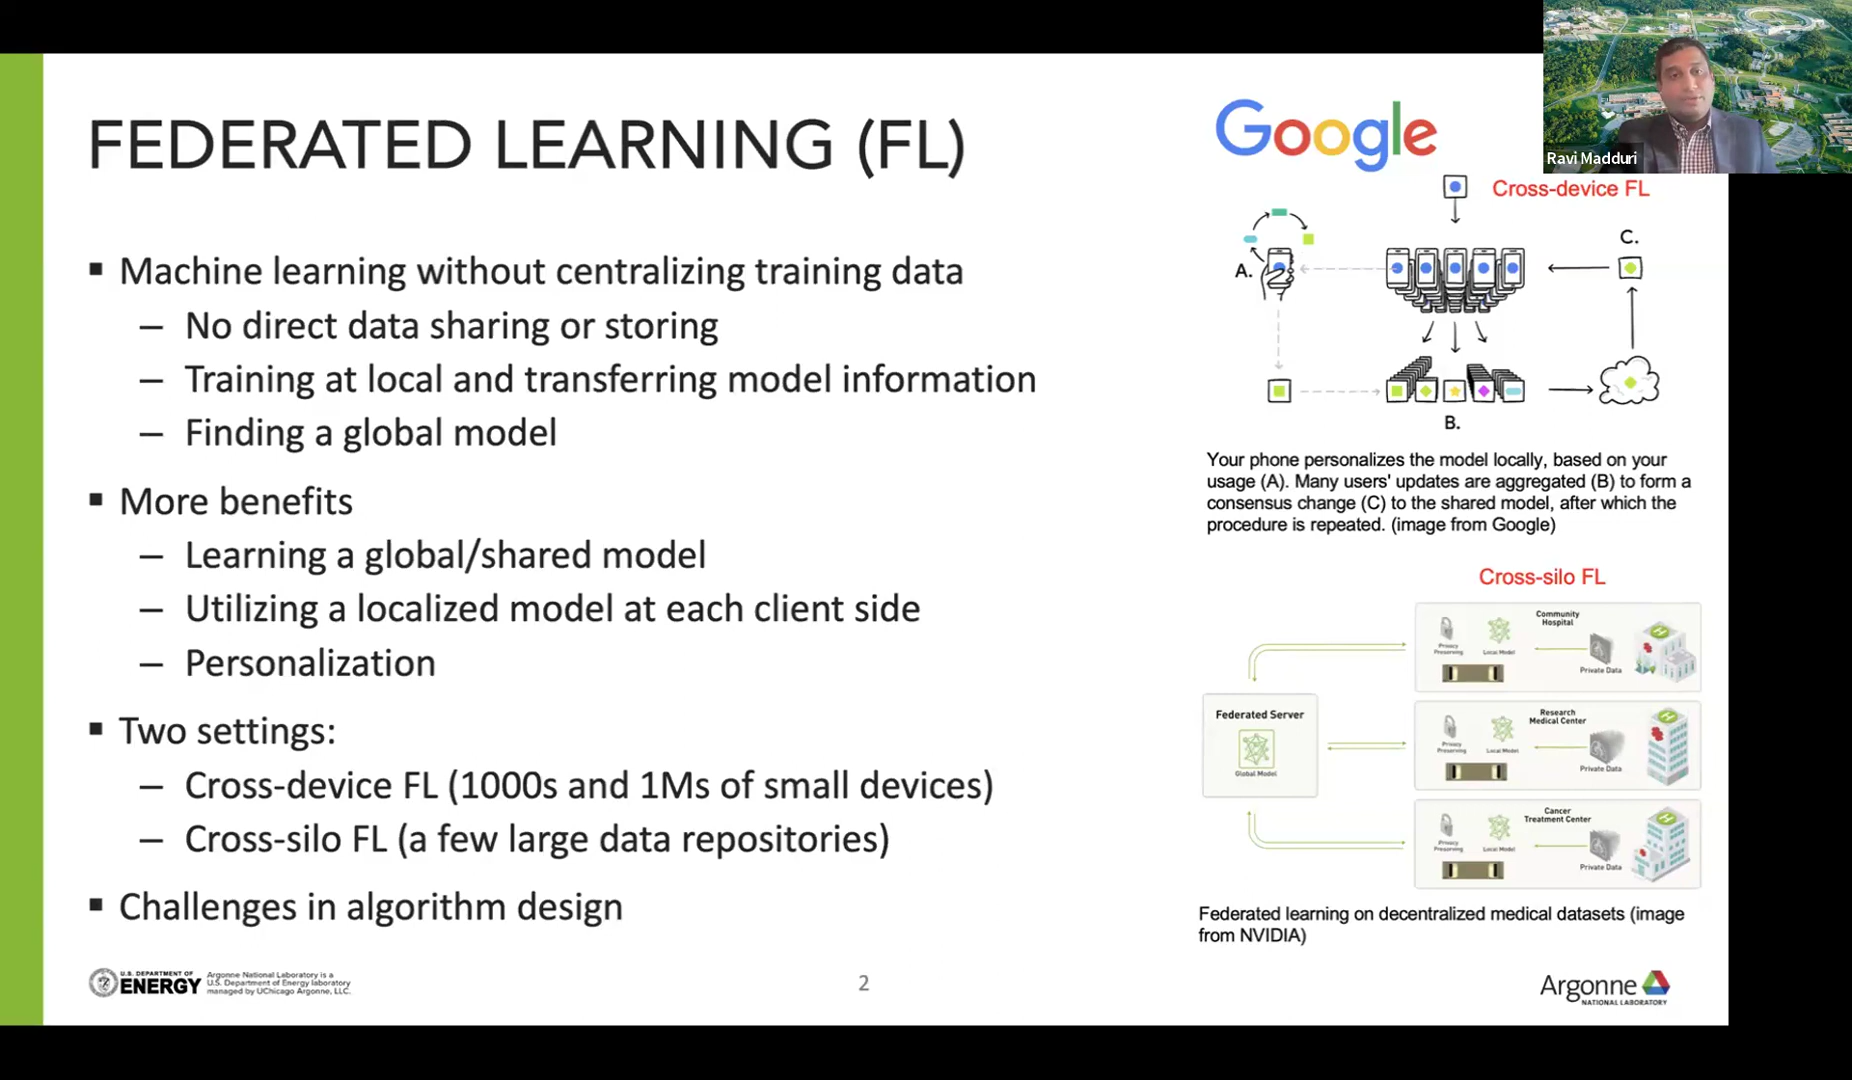 FEDERATED LEARNING (FL)
▪ Machine learning without centralizing training data
– No direct data sharing or storing
– Training at local and transferring model information
– Finding a global model
▪ More benefits
– Learning a global/shared model
– Utilizing a localized model at each client side
– Personalization
▪ Two settings:
– Cross-device FL (1000s and 1Ms of small devices)
– Cross-silo FL (a few large data repositories)
▪ Challenges in algorithm design
Google
Ravi Madduri
Cross-device FL
A.
C.
B.
Your phone personalizes the model locally, based on your
usage (A). Many users' updates are aggregated (B) to form a
consensus change (C) to the shared model, after which the
procedure is repeated. (image from Google)
Cross-silo FL
Federated Server
Global Model
Community
Hospital
Privacy
Preserving
Local Model
Private Data
Research
Medical Center
Privacy
Preserving
Local Model
Private Data
Cancer
Treatment Center
Privacy
Preserving
Local Model
Private Data
Federated learning on decentralized medical datasets (image
from NVIDIA)
U.S. DEPARTMENT OF
ENERGY
Argonne National Laboratory is a
U.S. Department of Energy laboratory
managed by UChicago Argonne, LLC.
2
Argonne
NATIONAL LABORATORY